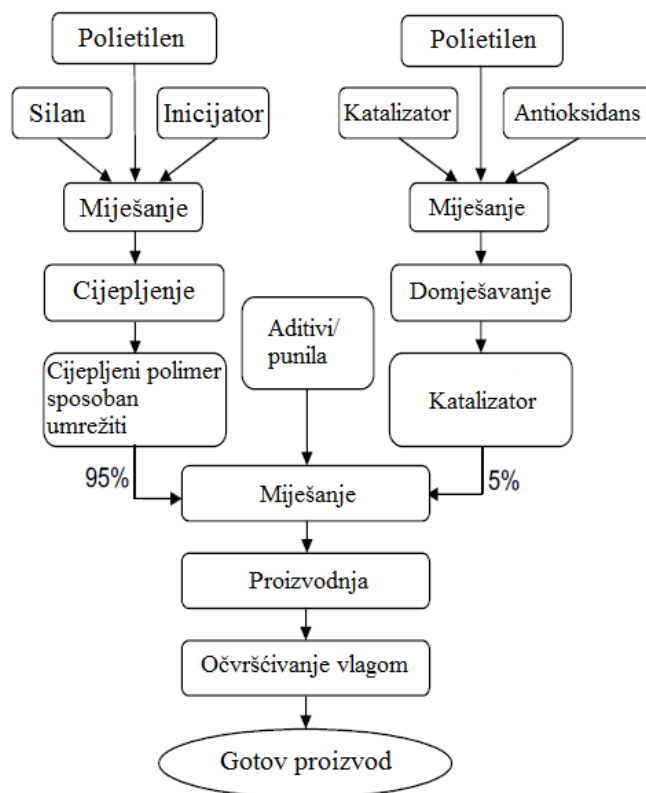 Polietilen
Polietilen
Silan
Inicijator
Katalizator
Antioksidans
Miješanje
Miješanje
Cijepljenje
Domješavanje
Aditivi/
punila
Cijepljeni polimer
sposoban
umrežiti
Katalizator
95%
5%
Miješanje
Proizvodnja
Očvršćivanje vlagom
Gotov proizvod